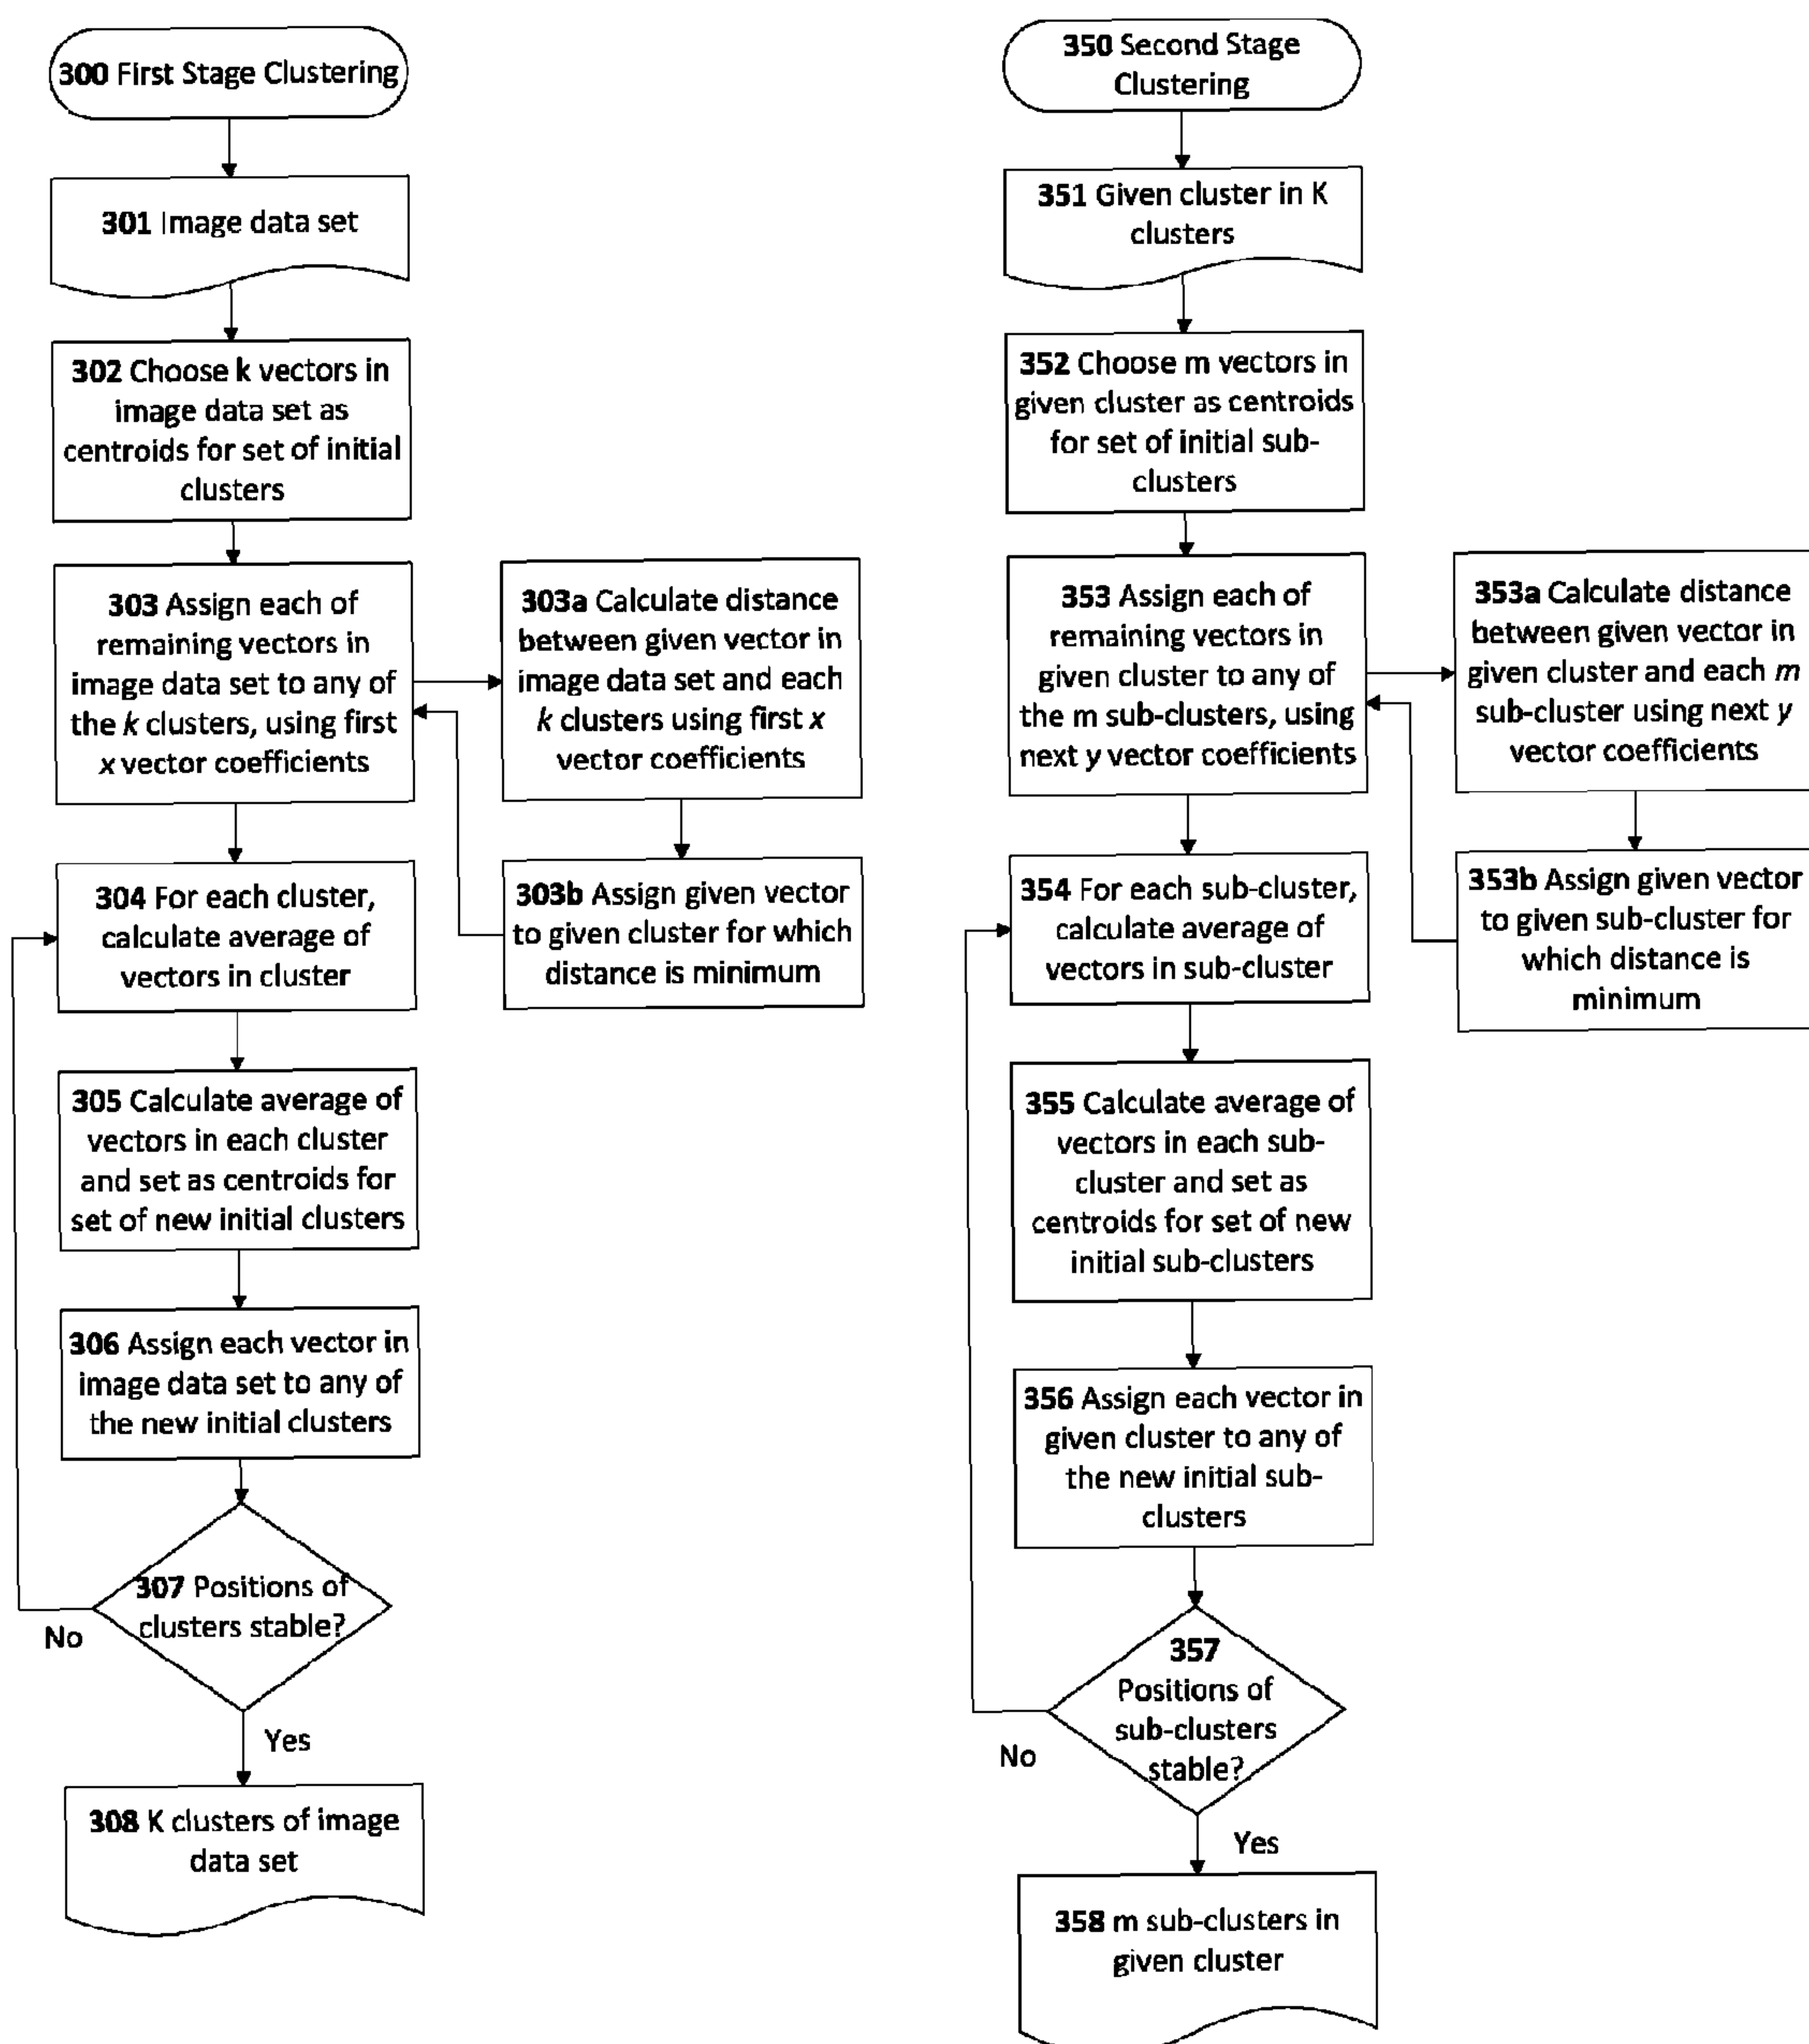 300 First Stage Clustering
301 Image data set
302 Choose k vectors in
image data set as
centroids for set of initial
clusters
303 Assign each of
remaining vectors in
image data set to any of
the k clusters, using first
x vector coefficients
303a Calculate distance
between given vector in
image data set and each
k clusters using first x
vector coefficients
303b Assign given vector
to given cluster for which
distance is minimum
304 For each cluster,
calculate average of
vectors in cluster
305 Calculate average of
vectors in each cluster
and set as centroids for
set of new initial clusters
306 Assign each vector in
image data set to any of
the new initial clusters
307 Positions of
clusters stable?
No
Yes
308 K clusters of image
data set
350 Second Stage
Clustering
351 Given cluster in K
clusters
352 Choose m vectors in
given cluster as centroids
for set of initial sub-
clusters
353 Assign each of
remaining vectors in
given cluster to any of
the m sub-clusters, using
next y vector coefficients
353a Calculate distance
between given vector in
given cluster and each m
sub-cluster using next y
vector coefficients
353b Assign given vector
to given sub-cluster for
which distance is
minimum
354 For each sub-cluster,
calculate average of
vectors in sub-cluster
355 Calculate average of
vectors in each sub-
cluster and set as
centroids for set of new
initial sub-clusters
356 Assign each vector in
given cluster to any of
the new initial sub-
clusters
357
Positions of
sub-clusters
stable?
No
Yes
358 m sub-clusters in
given cluster